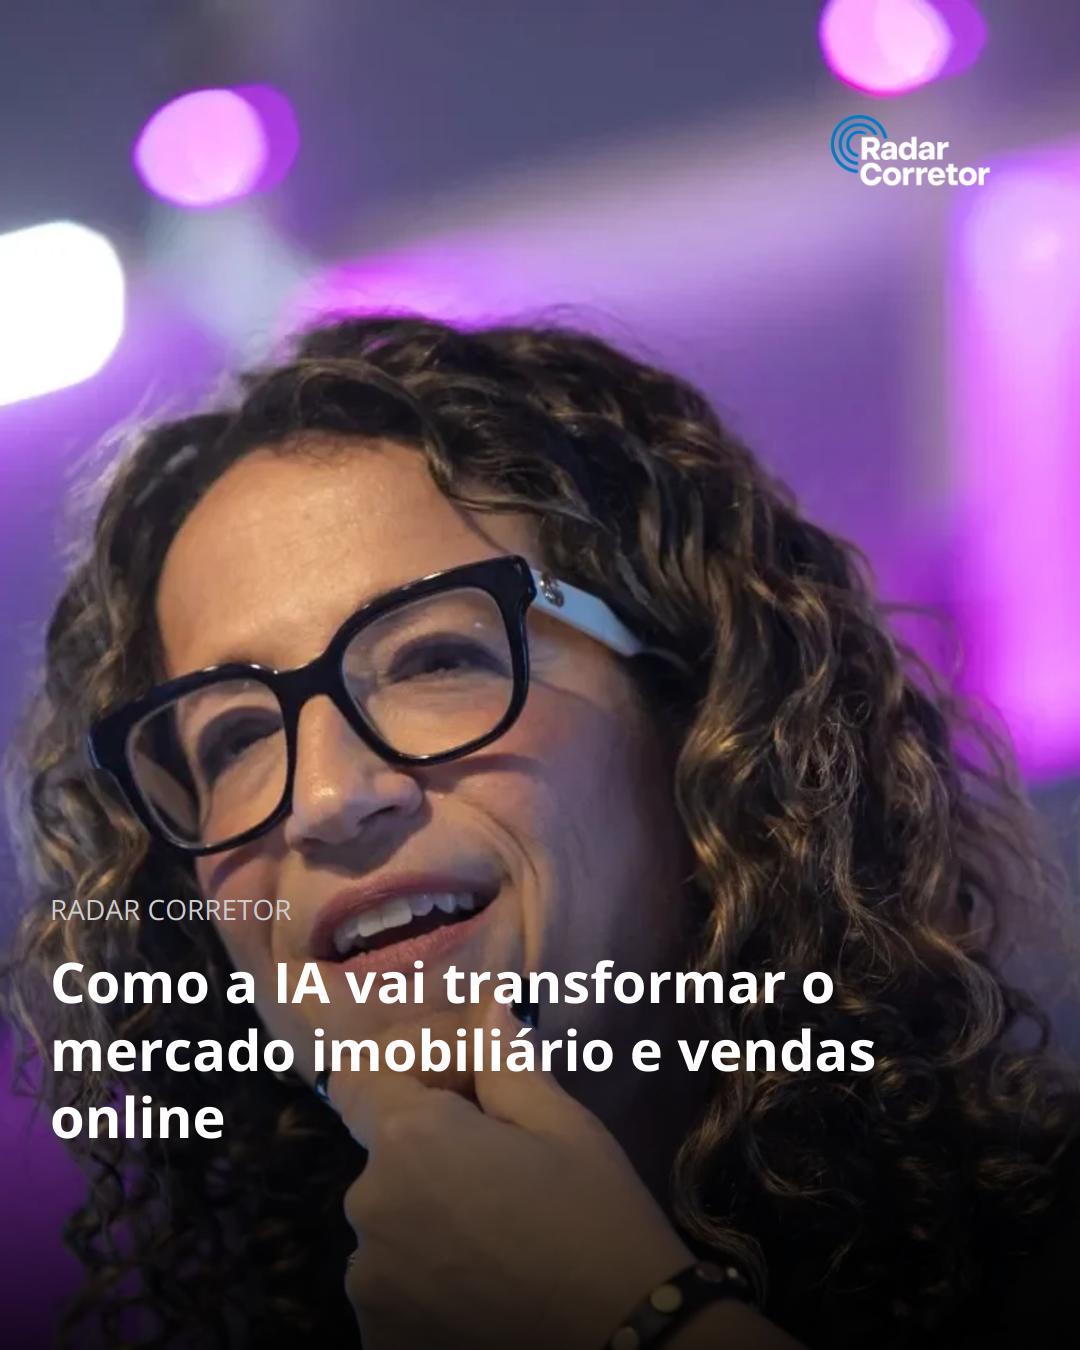 Radar
Corretor
RADAR CORRETOR
Como a IA vai transformar o
mercado imobiliário e vendas
online